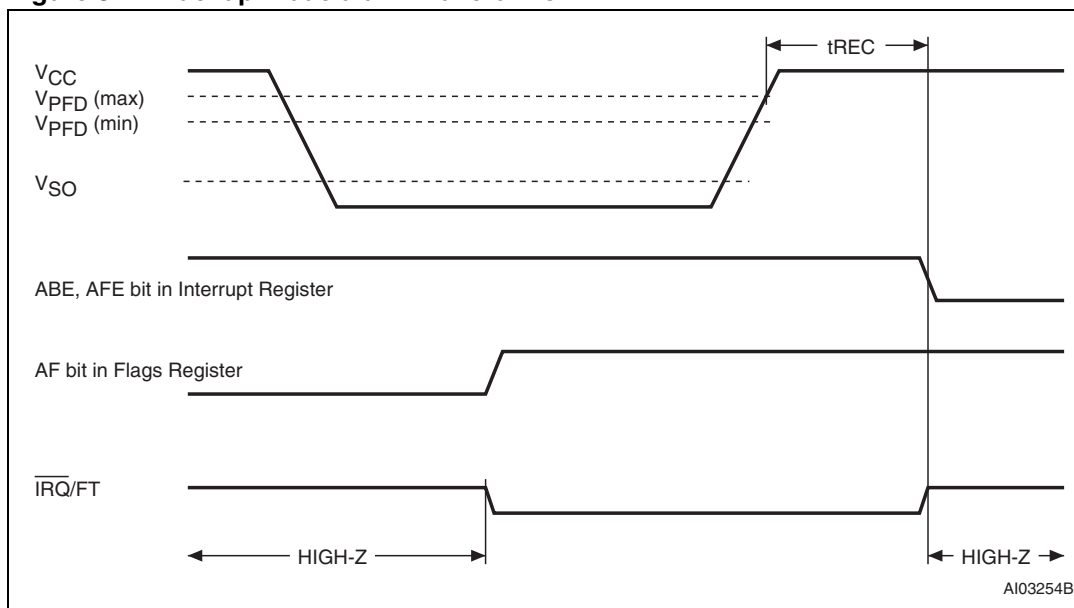 tREC
VCC
VPFD (max)
VPFD (min)
VSO
ABE, AFE bit in Interrupt Register
AF bit in Flags Register
IRQ/FT
HIGH-Z
HIGH-Z
AI03254B